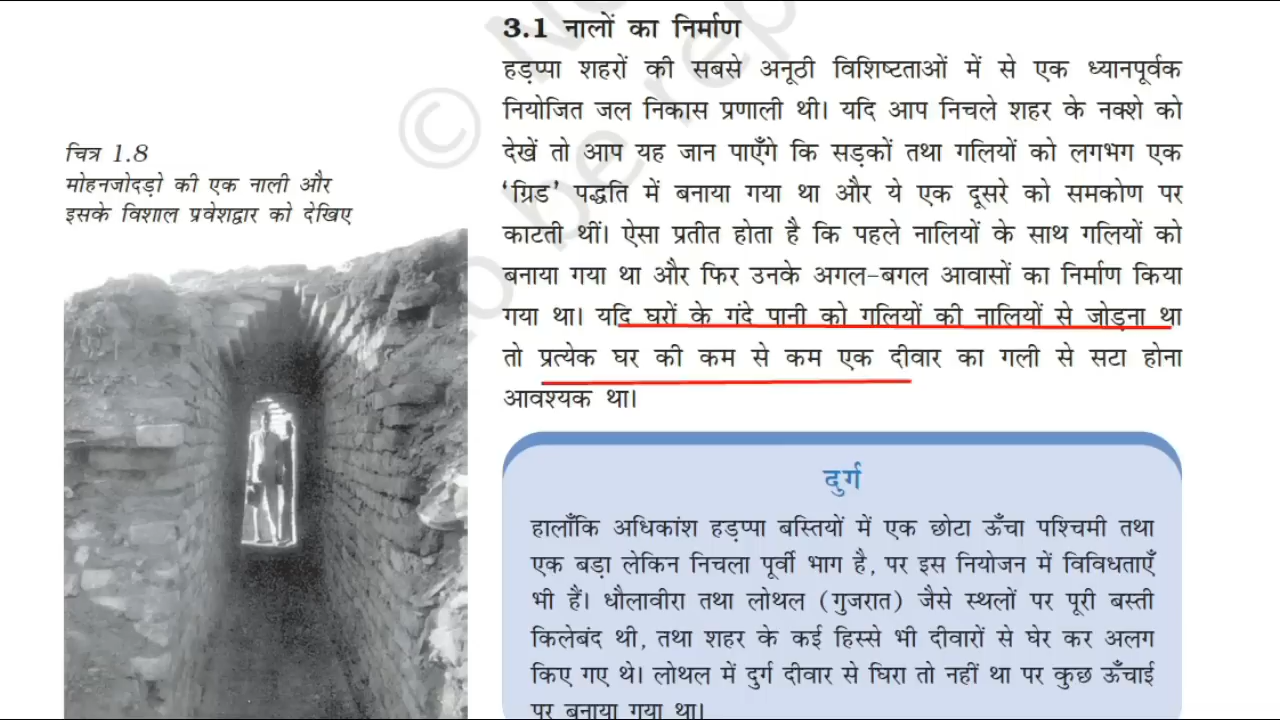 3.1 नालों का निर्माण
हड़प्पा शहरों की सबसे अनूठी विशिष्टताओं में से एक ध्यानपूर्वक
नियोजित जल निकास प्रणाली थी। यदि आप निचले शहर के नक्शे को
देखें तो आप यह जान पाएँगे कि सड़कों तथा गलियों को लगभग एक
‘ग्रिड’ पद्धति में बनाया गया था और ये एक दूसरे को समकोण पर
काटती थीं। ऐसा प्रतीत होता है कि पहले नालियों के साथ गलियों को
बनाया गया था और फिर उनके अगल-बगल आवासों का निर्माण किया
गया था। यदि घरों के गंदे पानी को गलियों की नालियों से जोड़ना था
तो प्रत्येक घर की कम से कम एक दीवार का गली से सटा होना
आवश्यक था।
चित्र 1.8
मोहनजोदड़ो की एक नाली और
इसके विशाल प्रवेशद्वार को देखिए
दुर्ग
हालाँकि अधिकांश हड़प्पा बस्तियों में एक छोटा ऊँचा पश्चिमी तथा
एक बड़ा लेकिन निचला पूर्वी भाग है, पर इस नियोजन में विविधताएँ
भी हैं। धौलावीरा तथा लोथल (गुजरात) जैसे स्थलों पर पूरी बस्ती
किलेबंद थी, तथा शहर के कई हिस्से भी दीवारों से घेर कर अलग
किए गए थे। लोथल में दुर्ग दीवार से घिरा तो नहीं था पर कुछ ऊँचाई
पर बनाया गया था।